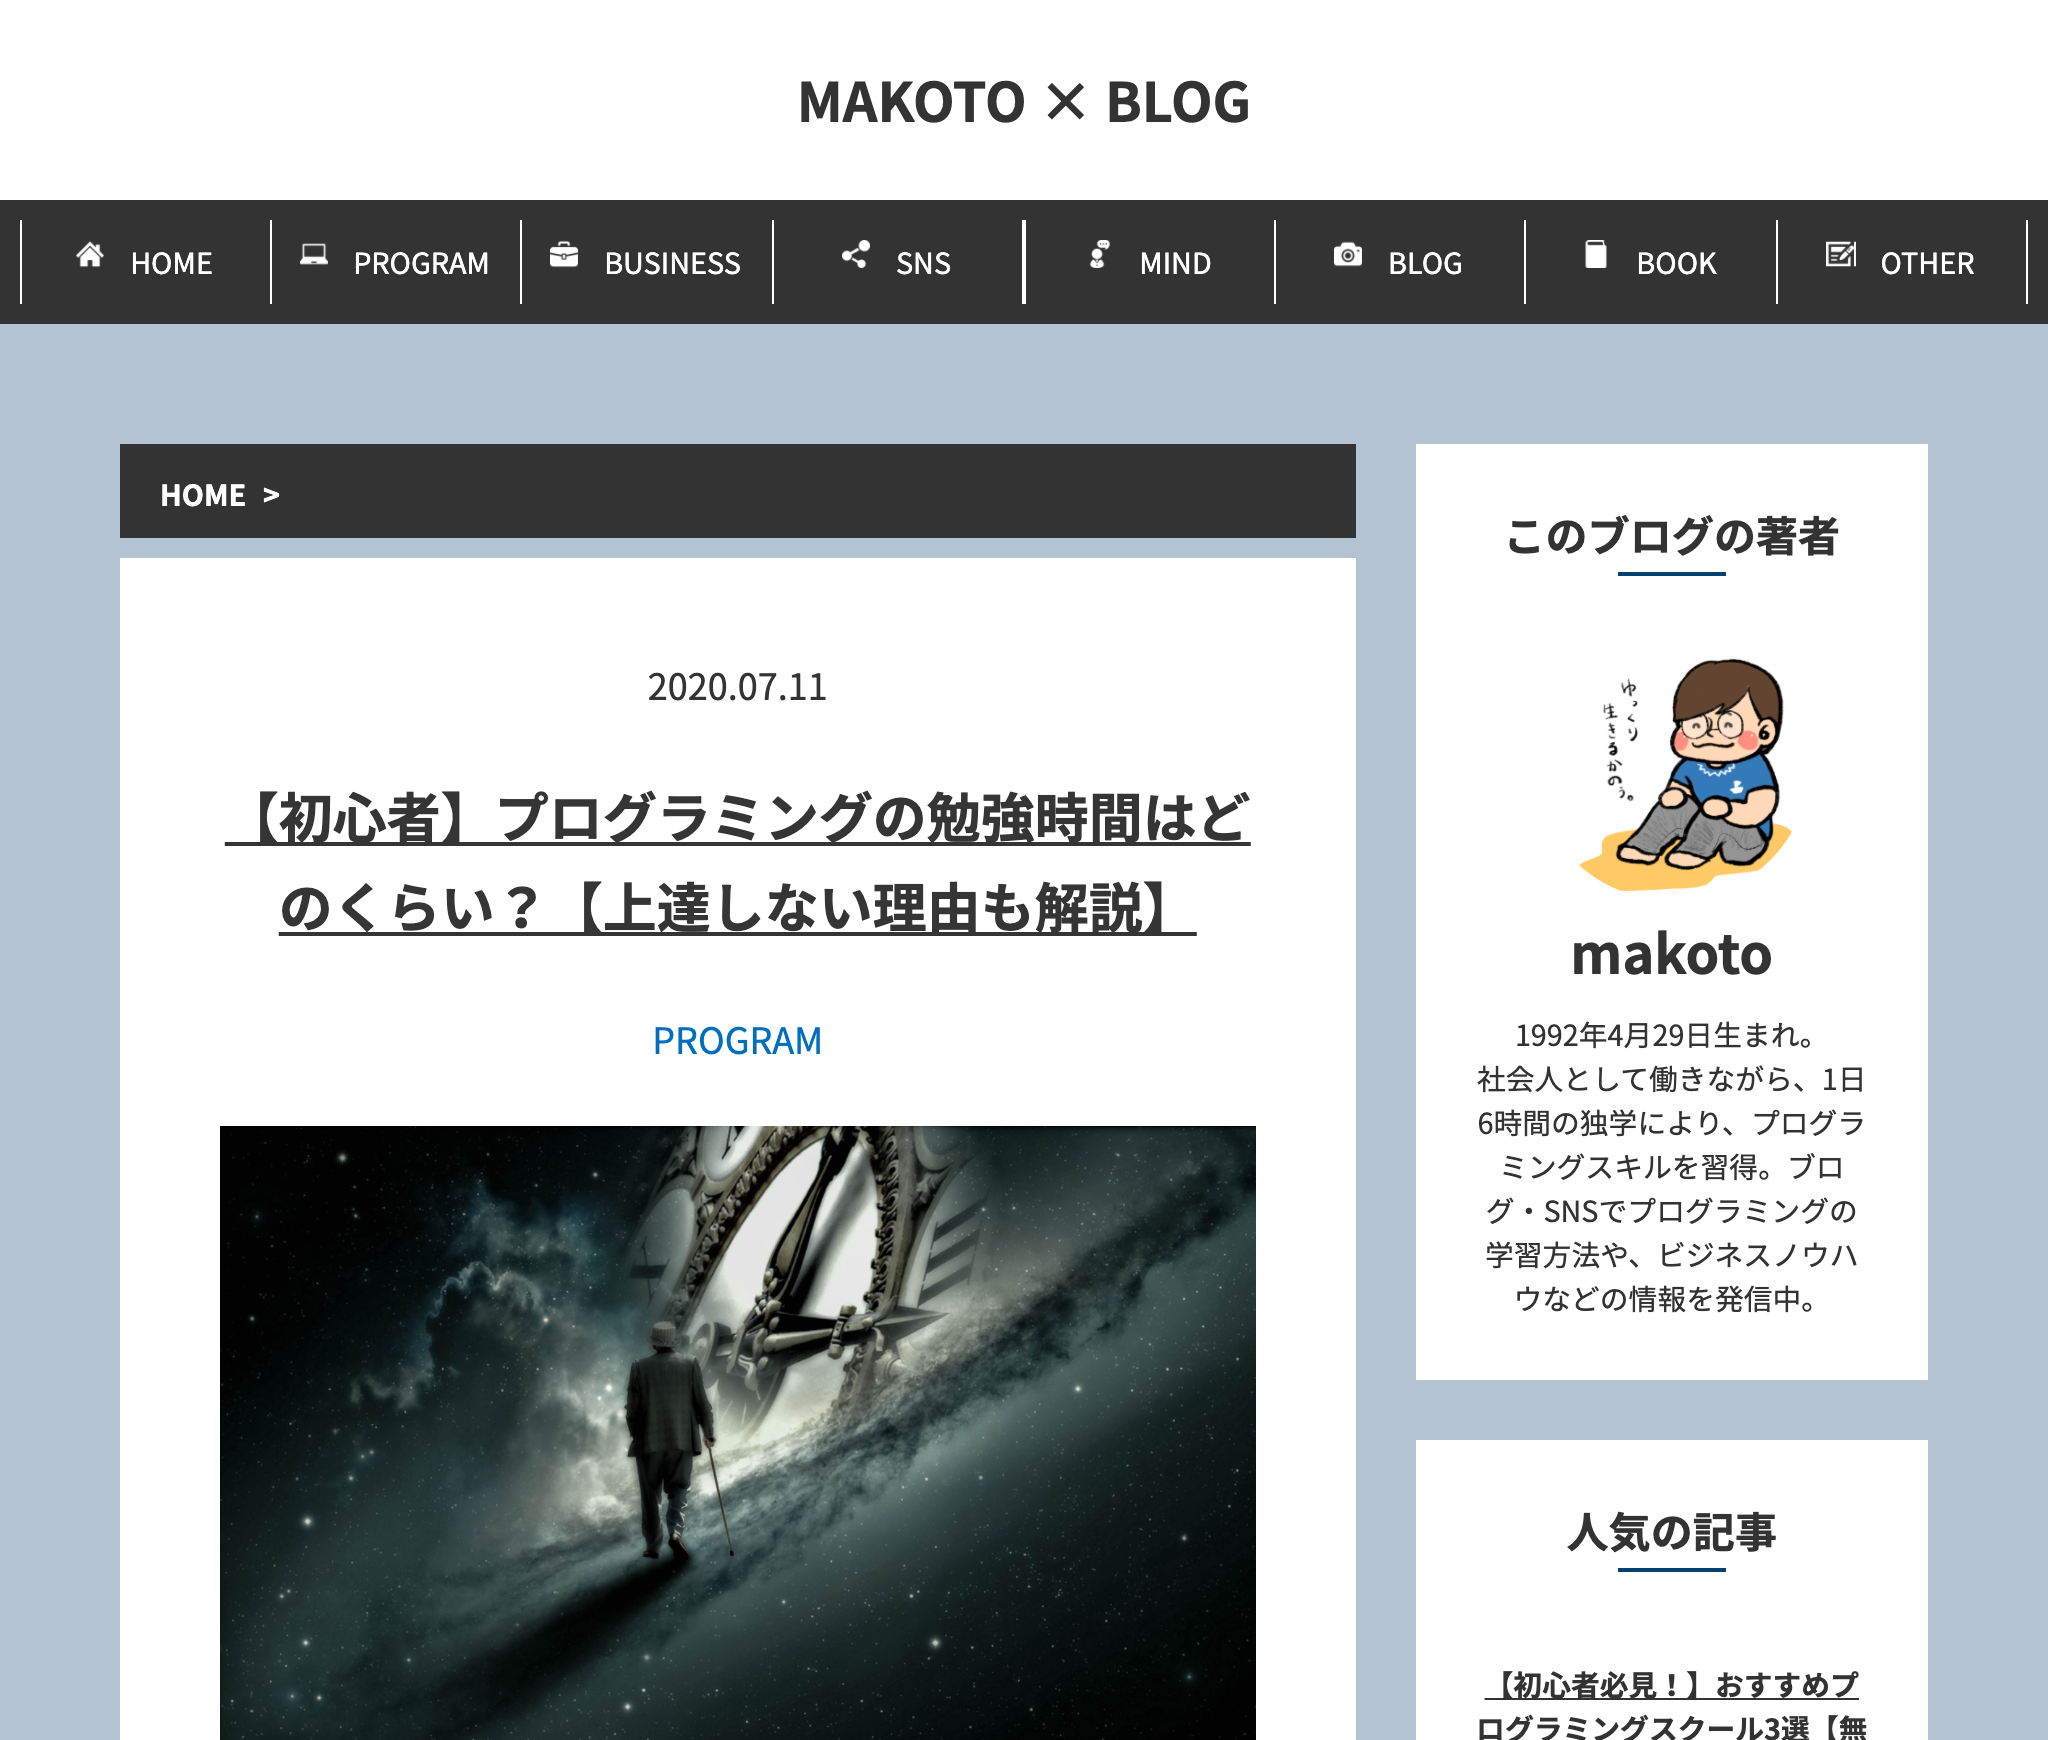 MAKOTO × BLOG
HOME
PROGRAM
BUSINESS
SNS
MIND
BLOG
BOOK
OTHER
HOME >
2020.07.11
【初心者】プログラミングの勉強時間はど
のくらい？【上達しない理由も解説】
PROGRAM
このブログの著者
ゆっくり
生きるかのぅ。
makoto
1992年4月29日生まれ。
社会人として働きながら、1日
6時間の独学により、プログラ
ミングスキルを習得。ブロ
グ・SNSでプログラミングの
学習方法や、ビジネスノウハ
ウなどの情報を発信中。
人気の記事
【初心者必見！】おすすめプ
ログラミングスクール3選【無